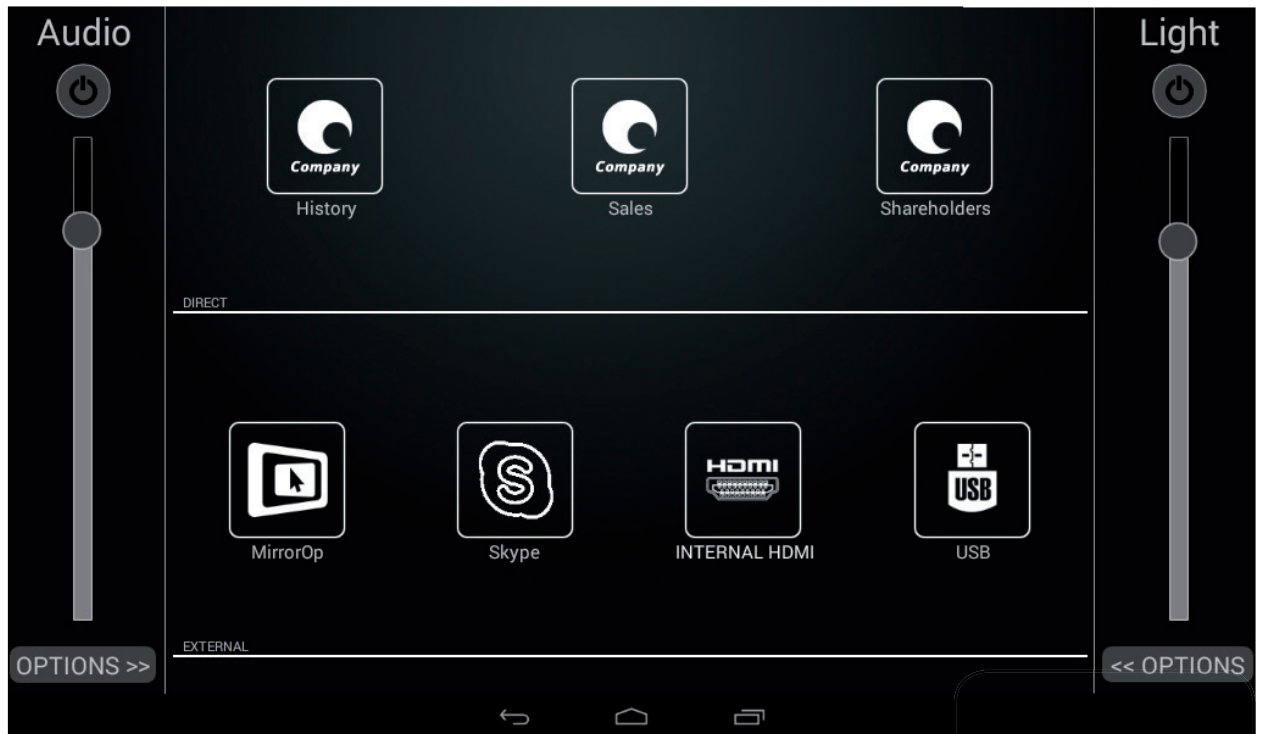 Audio
Light
Company
Company
Company
History
Sales
Shareholders
DIRECT
HDMI
USB
MirrorOp
Skype
INTERNAL HDMI
USB
EXTERNAL
OPTIONS >>
<< OPTIONS